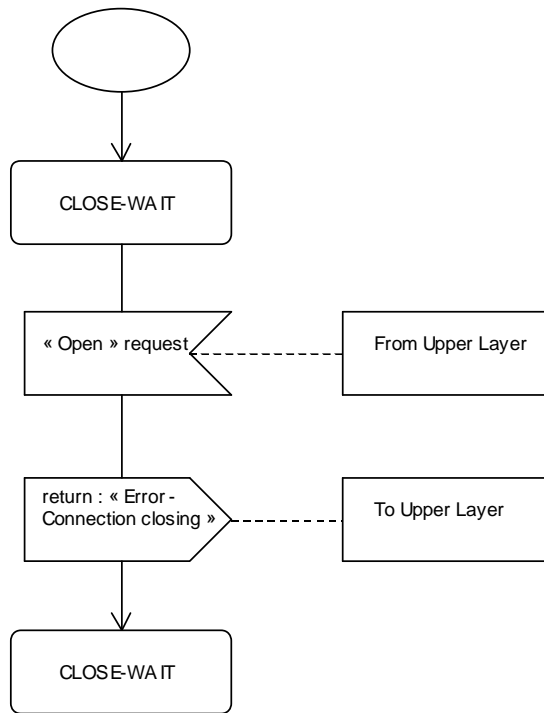 CLOSE-WAIT
« Open » request
From Upper Layer
return : « Error -
Connection closing »
To Upper Layer
CLOSE-WAIT